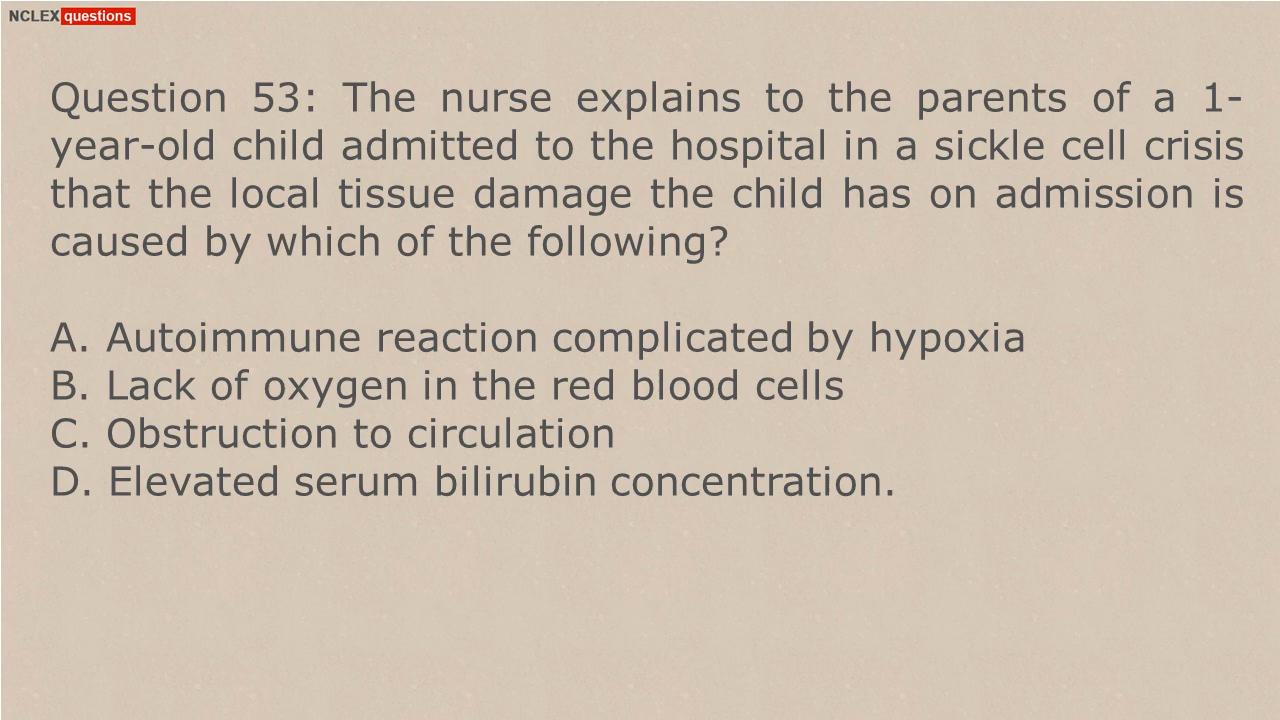 NCLEX questions
Question 53: The nurse explains to the parents of a 1-
year-old child admitted to the hospital in a sickle cell crisis
that the local tissue damage the child has on admission is
caused by which of the following?
A. Autoimmune reaction complicated by hypoxia
B. Lack of oxygen in the red blood cells
C. Obstruction to circulation
D. Elevated serum bilirubin concentration.